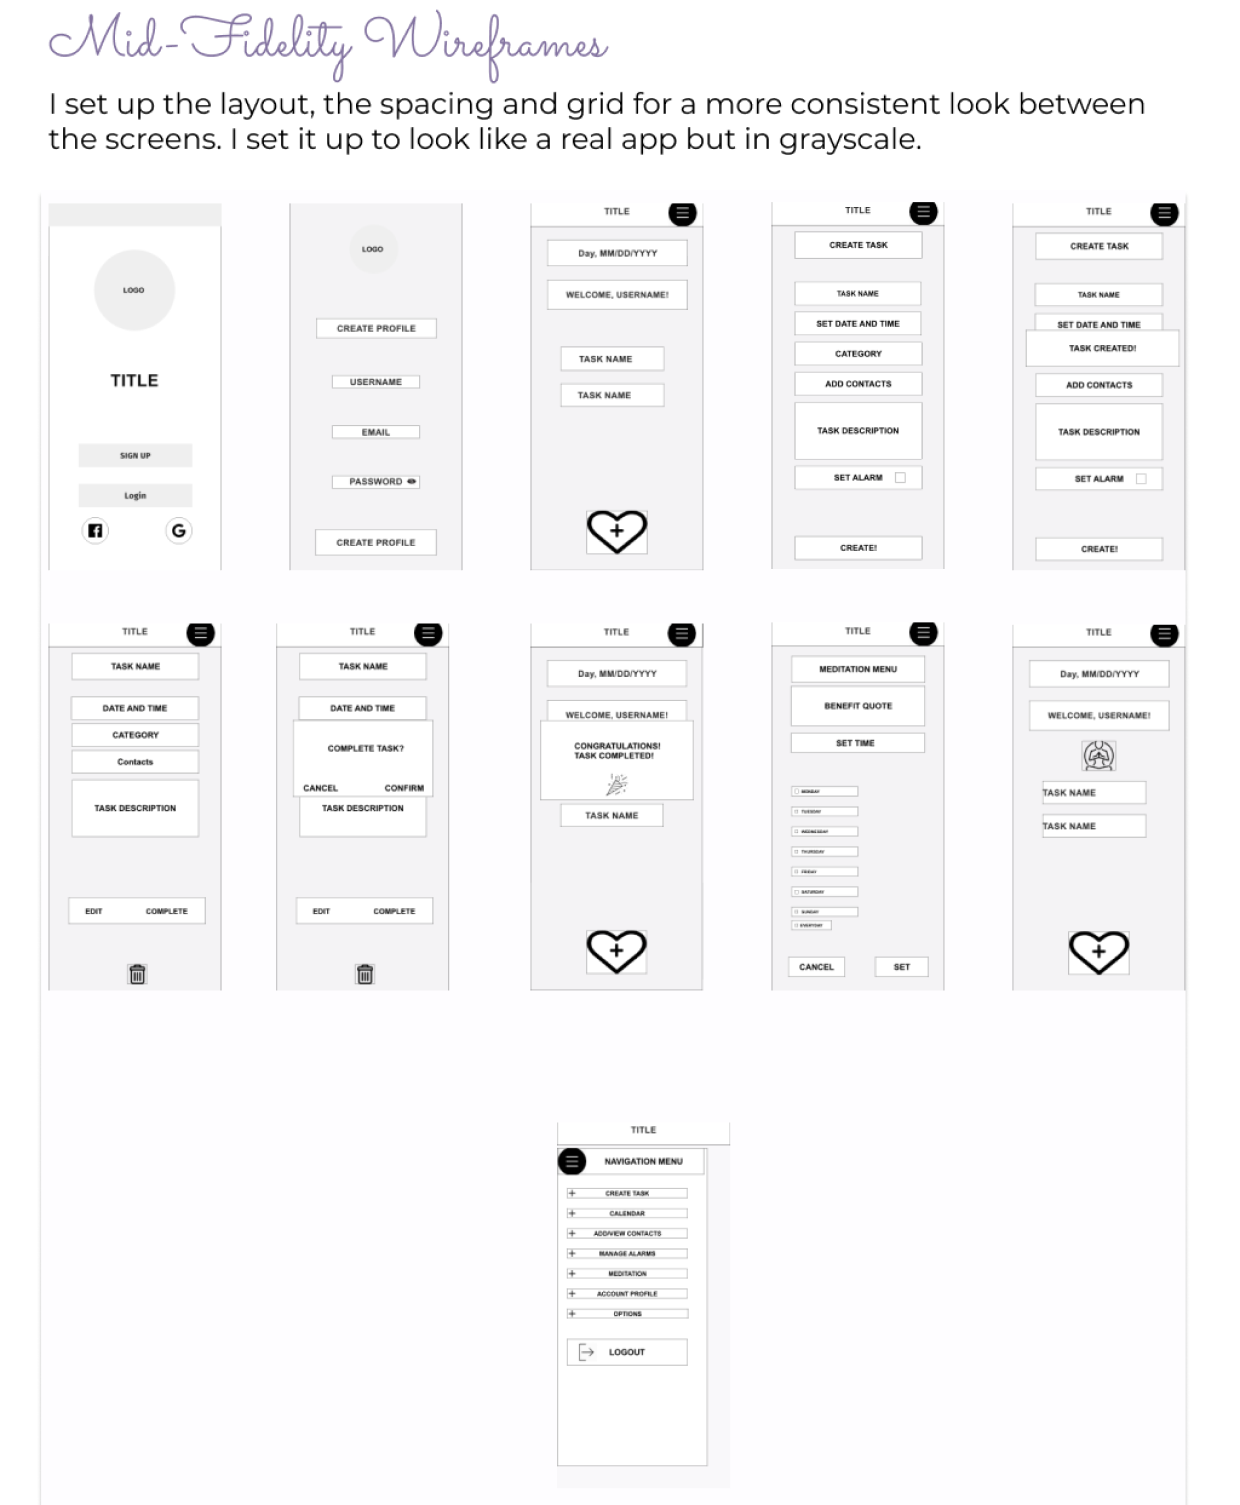 Mid-Fidelity Wireframes
I set up the layout, the spacing and grid for a more consistent look between
the screens. I set it up to look like a real app but in grayscale.
LOGO
TITLE
SIGN UP
Login
G
LOGO
CREATE PROFILE
USERNAME
EMAIL
PASSWORD
CREATE PROFILE
TITLE
Day, MM/DD/YYYY
WELCOME, USERNAME!
TASK NAME
TASK NAME
TITLE
CREATE TASK
TASK NAME
SET DATE AND TIME
CATEGORY
ADD CONTACTS
TASK DESCRIPTION
SET ALARM
CREATE!
TITLE
CREATE TASK
TASK NAME
SET DATE AND TIME
TASK CREATED!
ADD CONTACTS
TASK DESCRIPTION
SET ALARM
CREATE!
TITLE
TASK NAME
DATE AND TIME
CATEGORY
Contacts
TASK DESCRIPTION
EDIT COMPLETE
TITLE
TASK NAME
DATE AND TIME
COMPLETE TASK?
CANCEL CONFIRM
TASK DESCRIPTION
EDIT COMPLETE
TITLE
Day, MM/DD/YYYY
WELCOME, USERNAME!
CONGRATULATIONS!
TASK COMPLETED!
TASK NAME
TITLE
MEDITATION MENU
BENEFIT QUOTE
SET TIME
MONDAY
TUESDAY
WEDNESDAY
THURSDAY
FRIDAY
SATURDAY
SUNDAY
EVERYDAY
CANCEL SET
TITLE
Day, MM/DD/YYYY
WELCOME, USERNAME!
TASK NAME
TASK NAME
TITLE
NAVIGATION MENU
+ CREATE TASK
+ CALENDAR
+ ADD/VIEW CONTACTS
+ MANAGE ALARMS
+ MEDITATION
+ ACCOUNT PROFILE
+ OPTIONS
LOGOUT